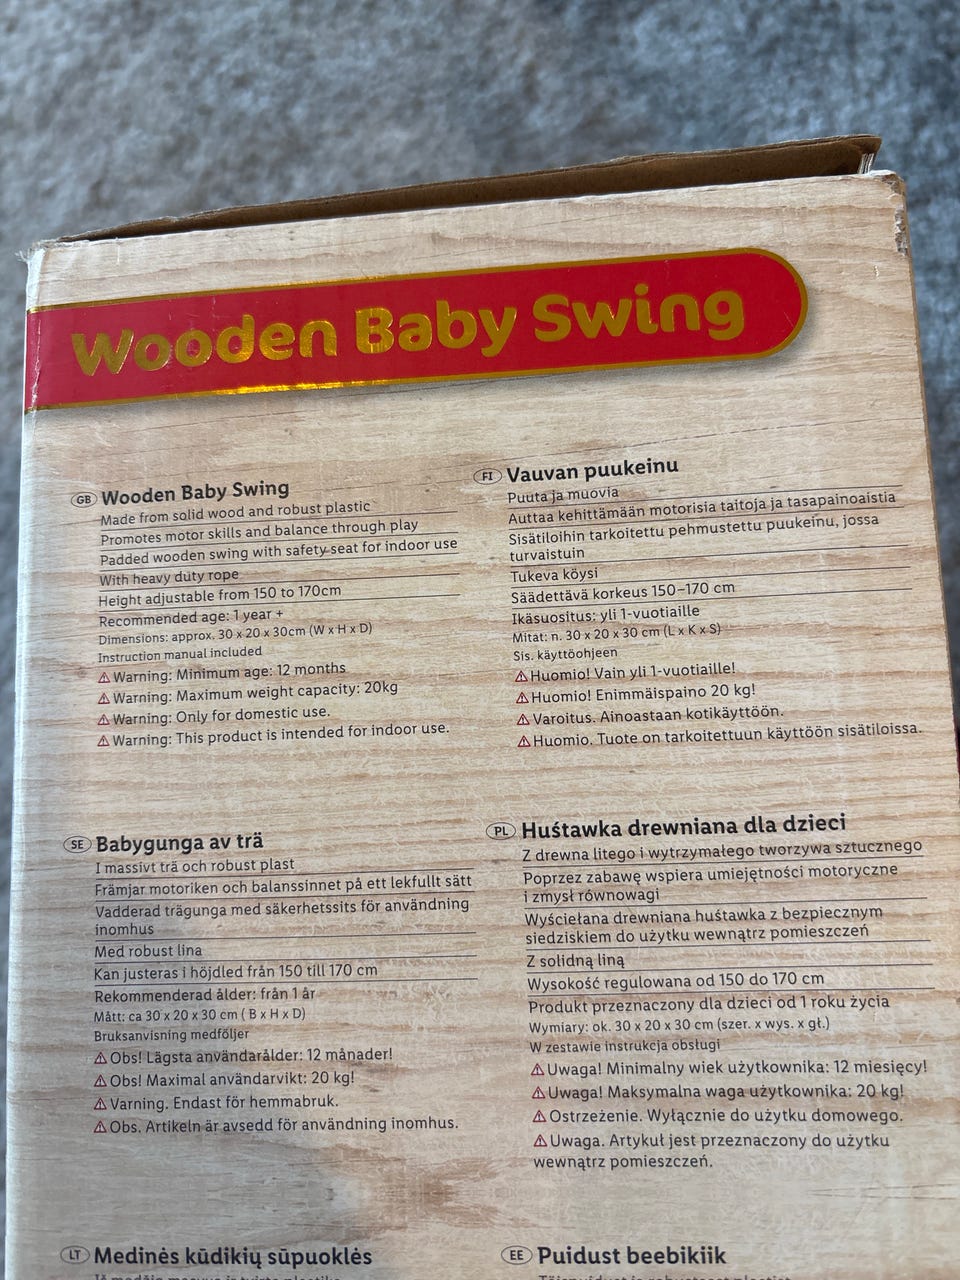 Wooden Baby Swing
GB Wooden Baby Swing
Made from solid wood and robust plastic
Promotes motor skills and balance through play
Padded wooden swing with safety seat for indoor use
With heavy duty rope
Height adjustable from 150 to 170cm
Recommended age: 1 year +
Dimensions: approx. 30 x 20 x 30cm (W x H x D)
Instruction manual included
Warning: Minimum age: 12 months
Warning: Maximum weight capacity: 20kg
Warning: Only for domestic use.
Warning: This product is intended for indoor use.
FI Vauvan puukeinu
Puuta ja muovia
Auttaa kehittämään motorisia taitoja ja tasapainoaistia
Sisätiloihin tarkoitettu pehmustettu puukeinu, jossa
turvaistuin
Tukeva köysi
Säädettävä korkeus 150–170 cm
Ikäsuositus: yli 1-vuotiaille
Mitat: n. 30 x 20 x 30 cm (L x K x S)
Sis. käyttöohjeen
Huomio! Vain yli 1-vuotiaille!
Huomio! Enimmäispaino 20 kg!
Varoitus. Ainoastaan kotikäyttöön.
Huomio. Tuote on tarkoitettuun käyttöön sisätiloissa.
SE Babygunga av trä
I massivt trä och robust plast
Främjar motoriken och balanssinnet på ett lekfullt sätt
Vadderad trägunga med säkerhetssits för användning
inomhus
Med robust lina
Kan justeras i höjdled från 150 till 170 cm
Rekommenderad ålder: från 1 år
Mått: ca 30 x 20 x 30 cm ( B x H x D)
Bruksanvisning medföljer
Obs! Lägsta användarålder: 12 månader!
Obs! Maximal användarvikt: 20 kg!
Varning. Endast för hemmabruk.
Obs. Artikeln är avsedd för användning inomhus.
PL Huśtawka drewniana dla dzieci
Z drewna litego i wytrzymałego tworzywa sztucznego
Poprzez zabawę wspiera umiejętności motoryczne
i zmysł równowagi
Wyściełana drewniana huśtawka z bezpiecznym
siedziskiem do użytku wewnątrz pomieszczeń
Z solidną liną
Wysokość regulowana od 150 do 170 cm
Produkt przeznaczony dla dzieci od 1 roku życia
Wymiary: ok. 30 x 20 x 30 cm (szer. x wys. x gł.)
W zestawie instrukcja obsługi
Uwaga! Minimalny wiek użytkownika: 12 miesięcy!
Uwaga! Maksymalna waga użytkownika: 20 kg!
Ostrzeżenie. Wyłącznie do użytku domowego.
Uwaga. Artykuł jest przeznaczony do użytku
wewnątrz pomieszczeń.
LT Medinės kūdikių sūpuoklės
EE Puidust beebikiik